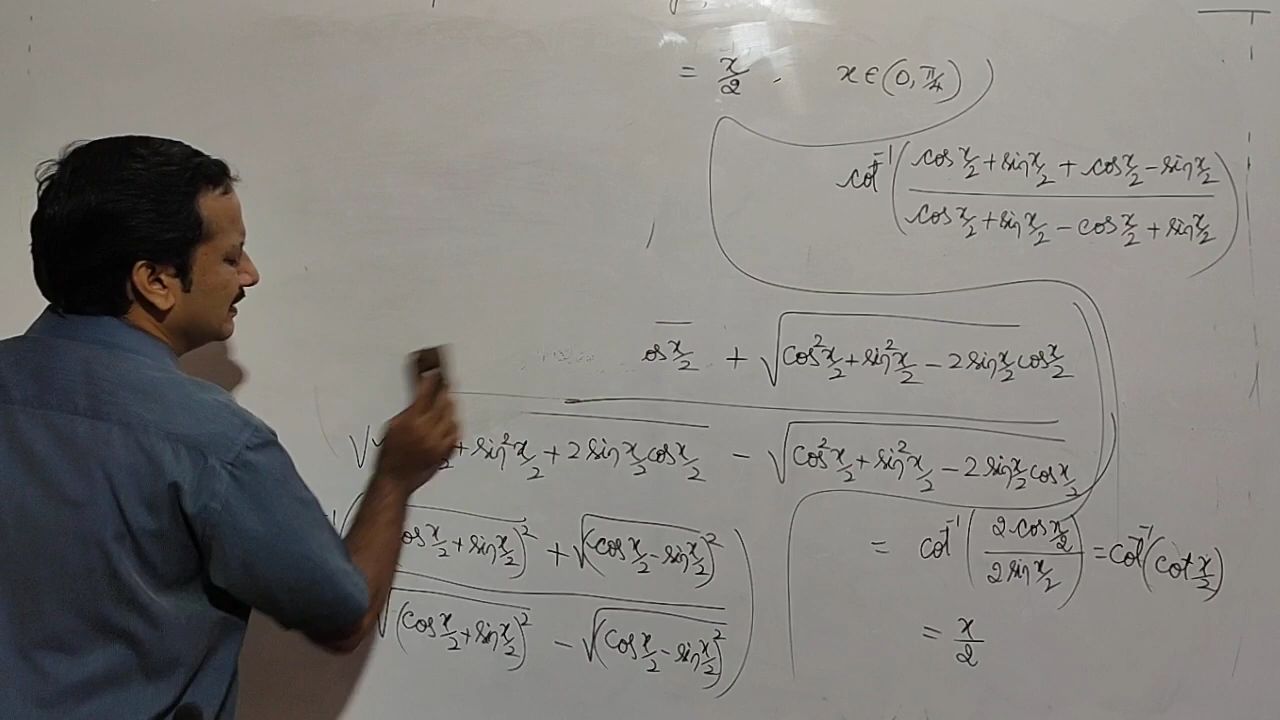 = x/2 , x ∈ (0, π/4)
cot⁻¹( (cos x/2 + sin x/2 + cos x/2 − sin x/2) / (cos x/2 + sin x/2 − cos x/2 + sin x/2) )
os x/2 + √(cos² x/2 + sin² x/2 − 2 sin x/2 cos x/2)
+ sin² x/2 + 2 sin x/2 cos x/2 − √(cos² x/2 + sin² x/2 − 2 sin x/2 cos x/2)
os x/2 + sin x/2)² + √(cos x/2 − sin x/2)²
√(cos x/2 + sin x/2)² − √(cos x/2 − sin x/2)²
= cot⁻¹( 2 cos x/2 / 2 sin x/2 ) = cot⁻¹(cot x/2)
= x/2